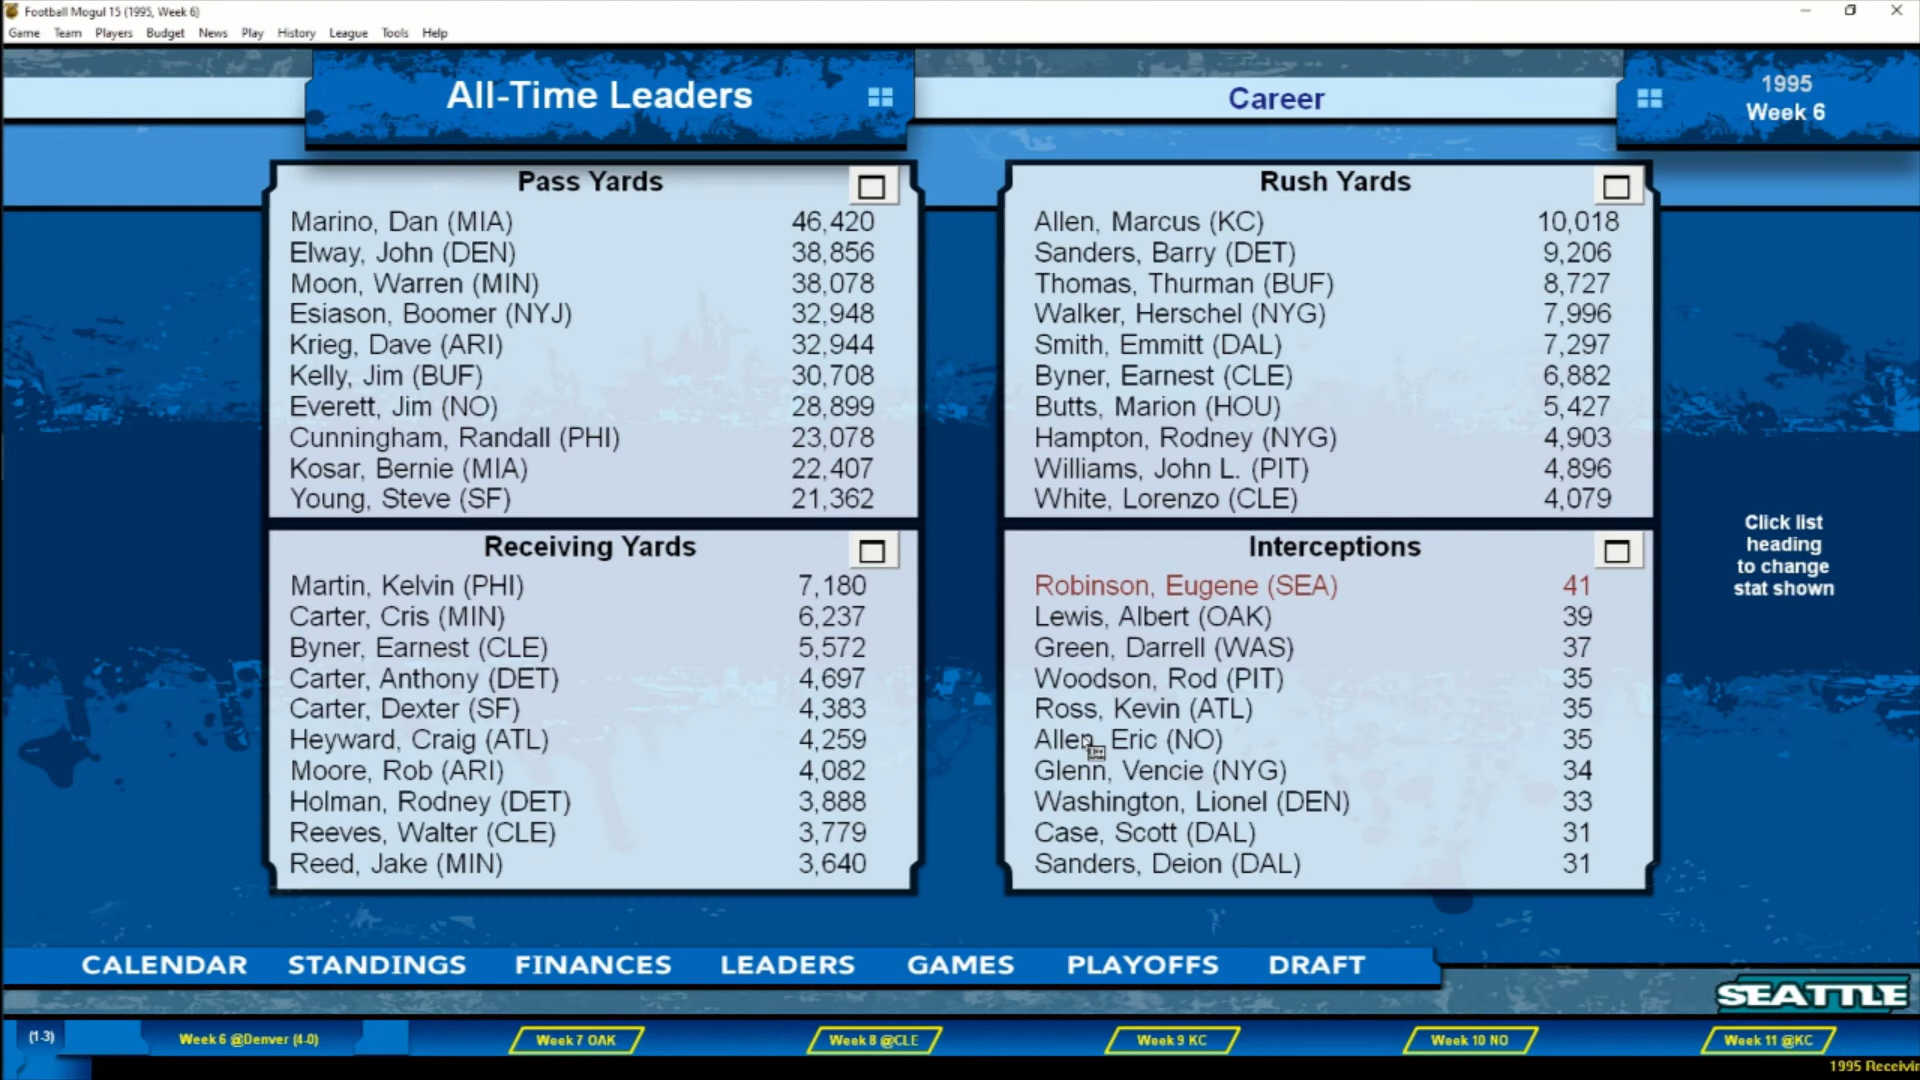 Football Mogul 15 (1995, Week 6)
Game Team Players Budget News Play History League Tools Help
All-Time Leaders
Career
1995
Week 6
Pass Yards
Marino, Dan (MIA) 46,420
Elway, John (DEN) 38,856
Moon, Warren (MIN) 38,078
Esiason, Boomer (NYJ) 32,948
Krieg, Dave (ARI) 32,944
Kelly, Jim (BUF) 30,708
Everett, Jim (NO) 28,899
Cunningham, Randall (PHI) 23,078
Kosar, Bernie (MIA) 22,407
Young, Steve (SF) 21,362
Rush Yards
Allen, Marcus (KC) 10,018
Sanders, Barry (DET) 9,206
Thomas, Thurman (BUF) 8,727
Walker, Herschel (NYG) 7,996
Smith, Emmitt (DAL) 7,297
Byner, Earnest (CLE) 6,882
Butts, Marion (HOU) 5,427
Hampton, Rodney (NYG) 4,903
Williams, John L. (PIT) 4,896
White, Lorenzo (CLE) 4,079
Receiving Yards
Martin, Kelvin (PHI) 7,180
Carter, Cris (MIN) 6,237
Byner, Earnest (CLE) 5,572
Carter, Anthony (DET) 4,697
Carter, Dexter (SF) 4,383
Heyward, Craig (ATL) 4,259
Moore, Rob (ARI) 4,082
Holman, Rodney (DET) 3,888
Reeves, Walter (CLE) 3,779
Reed, Jake (MIN) 3,640
Interceptions
Robinson, Eugene (SEA) 41
Lewis, Albert (OAK) 39
Green, Darrell (WAS) 37
Woodson, Rod (PIT) 35
Ross, Kevin (ATL) 35
Allen, Eric (NO) 35
Glenn, Vencie (NYG) 34
Washington, Lionel (DEN) 33
Case, Scott (DAL) 31
Sanders, Deion (DAL) 31
Click list
heading
to change
stat shown
CALENDAR STANDINGS FINANCES LEADERS GAMES PLAYOFFS DRAFT
SEATTLE
(1-3) Week 6 @Denver (4-0) Week 7 OAK Week 8 @CLE Week 9 KC Week 10 NO Week 11 @KC
1995 Receivin